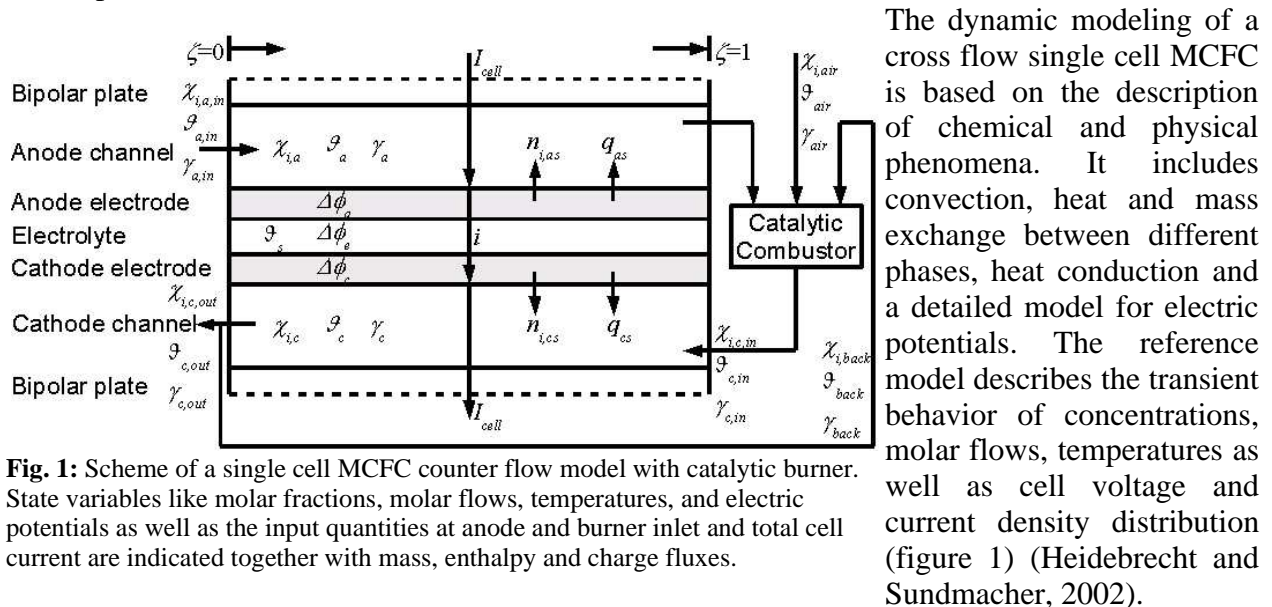 ζ=0
ζ=1
I_cell
χ_i,air
ϑ_air
γ_air
Bipolar plate
χ_i,a,in
ϑ_a,in
γ_a,in
Anode channel
χ_i,a ϑ_a γ_a
n_i,as q_as
Anode electrode
Δϕ_a
Electrolyte
ϑ_s Δϕ_e i
Cathode electrode
Δϕ_c
Catalytic
Combustor
χ_i,c,out
Cathode channel
χ_i,c ϑ_c γ_c
n_i,cs q_cs
ϑ_c,out
χ_i,c,in
ϑ_c,in
γ_c,in
χ_i,back
ϑ_back
γ_back
Bipolar plate
γ_c,out
I_cell
Fig. 1: Scheme of a single cell MCFC counter flow model with catalytic burner.
State variables like molar fractions, molar flows, temperatures, and electric
potentials as well as the input quantities at anode and burner inlet and total cell
current are indicated together with mass, enthalpy and charge fluxes.
The dynamic modeling of a
cross flow single cell MCFC
is based on the description
of chemical and physical
phenomena. It includes
convection, heat and mass
exchange between different
phases, heat conduction and
a detailed model for electric
potentials. The reference
model describes the transient
behavior of concentrations,
molar flows, temperatures as
well as cell voltage and
current density distribution
(figure 1) (Heidebrecht and
Sundmacher, 2002).